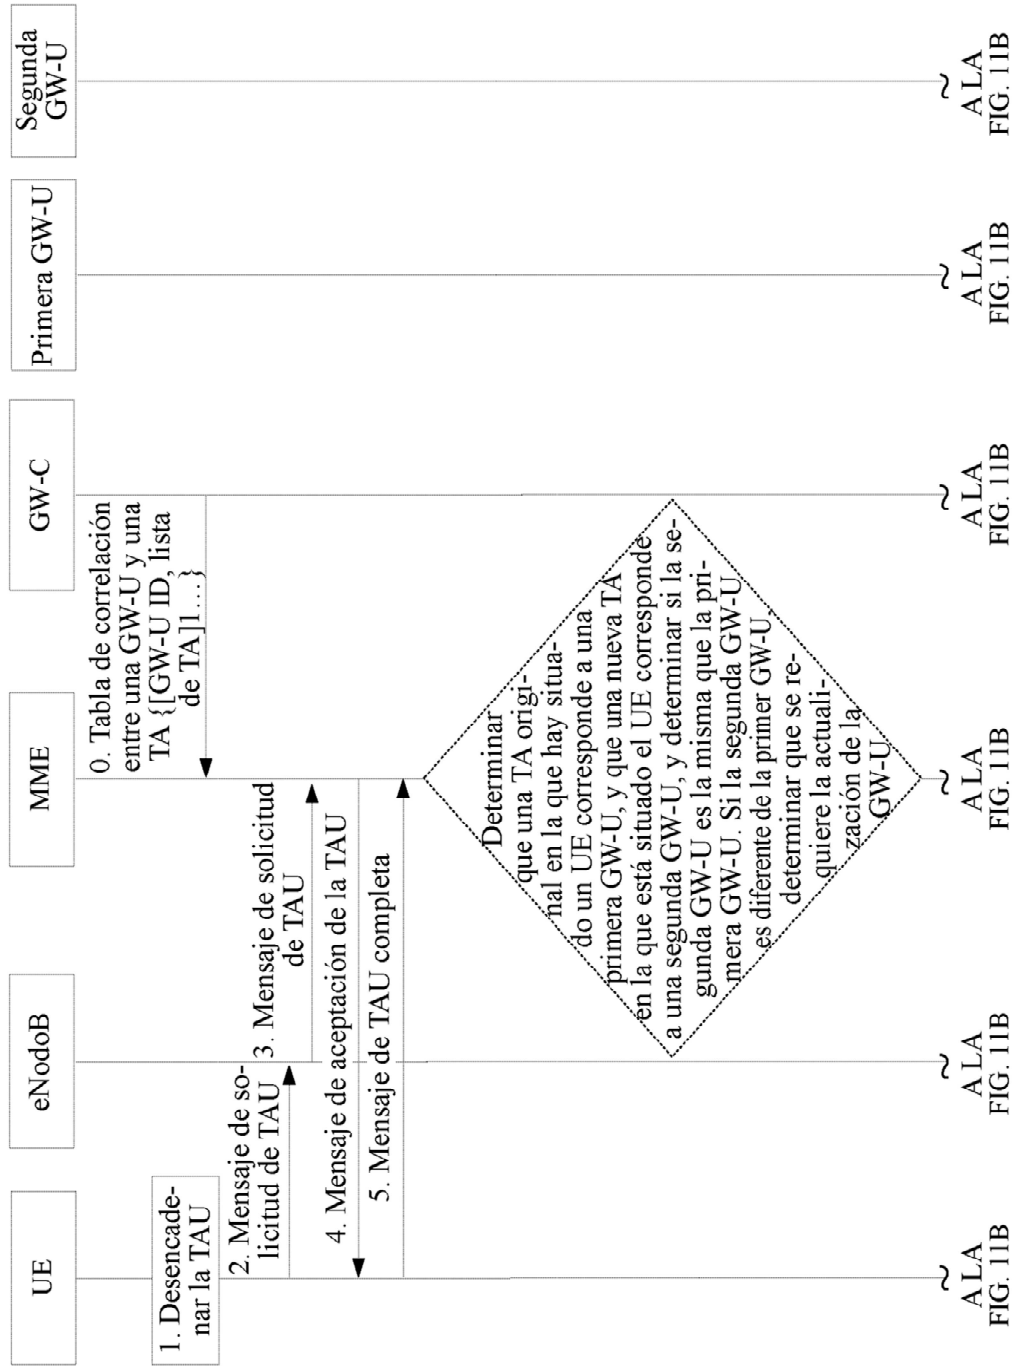 UE
eNodoB
MME
GW-C
Primera GW-U
Segunda
GW-U
0. Tabla de correlación
entre una GW-U y una
TA {[GW-U ID, lista
de TA]1...}
1. Desencade-
nar la TAU
2. Mensaje de so-
licitud de TAU
3. Mensaje de solicitud
de TAU
4. Mensaje de aceptación de la TAU
5. Mensaje de TAU completa
Determinar
que una TA origi-
nal en la que hay situa-
do un UE corresponde a una
primera GW-U, y que una nueva TA
en la que está situado el UE corresponde
a una segunda GW-U, y determinar si la se-
gunda GW-U es la misma que la pri-
mera GW-U. Si la segunda GW-U
es diferente de la primer GW-U,
determinar que se re-
quiere la actuali-
zación de la
GW-U
A LA
FIG. 11B
A LA
FIG. 11B
A LA
FIG. 11B
A LA
FIG. 11B
A LA
FIG. 11B
A LA
FIG. 11B